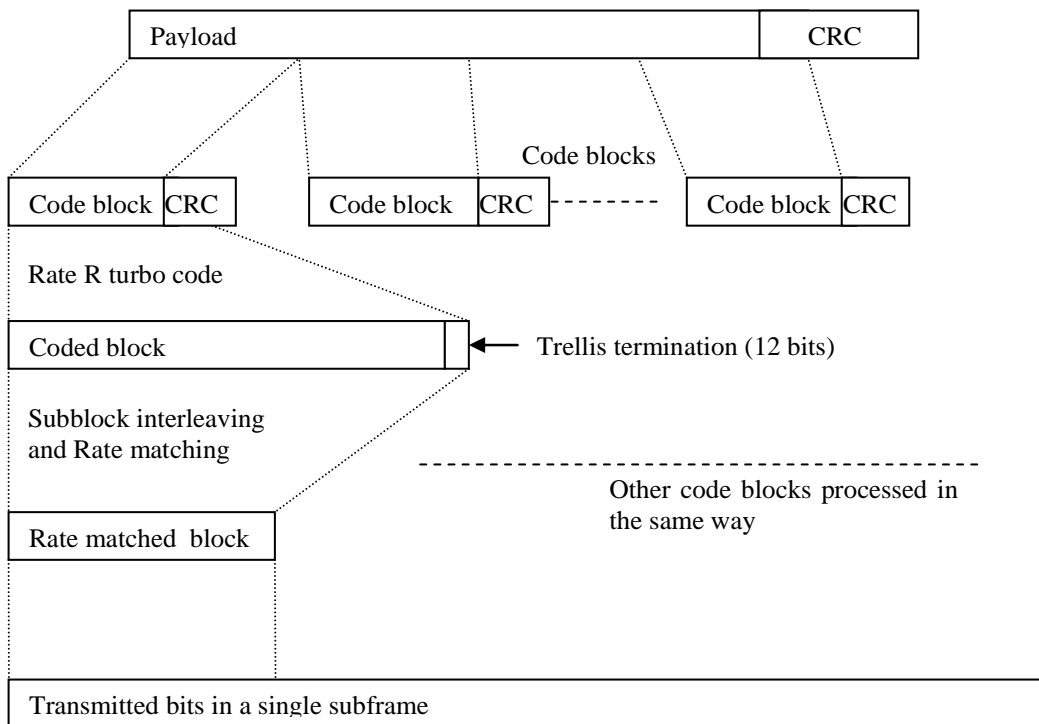 Payload CRC
Code blocks
Code block CRC Code block CRC Code block CRC
Rate R turbo code
Coded block
Trellis termination (12 bits)
Subblock interleaving
and Rate matching
Other code blocks processed in
the same way
Rate matched block
Transmitted bits in a single subframe